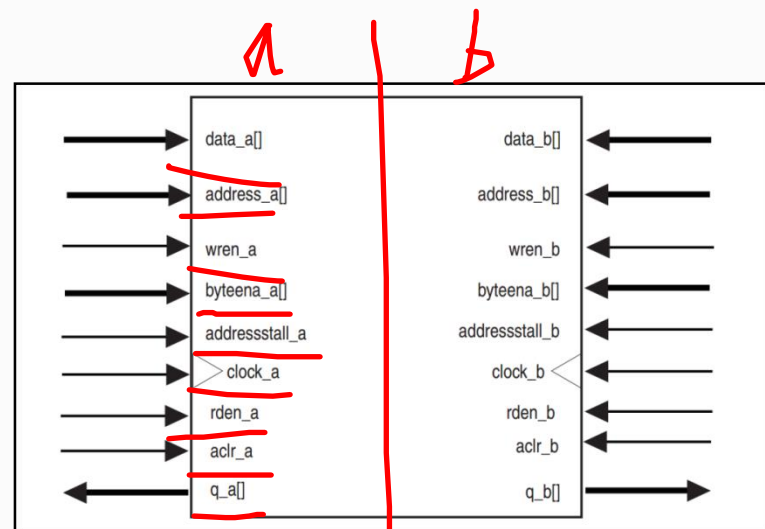 a b
data_a[] data_b[]
address_a[] address_b[]
wren_a wren_b
byteena_a[] byteena_b[]
addressstall_a addressstall_b
clock_a clock_b
rden_a rden_b
aclr_a aclr_b
q_a[] q_b[]